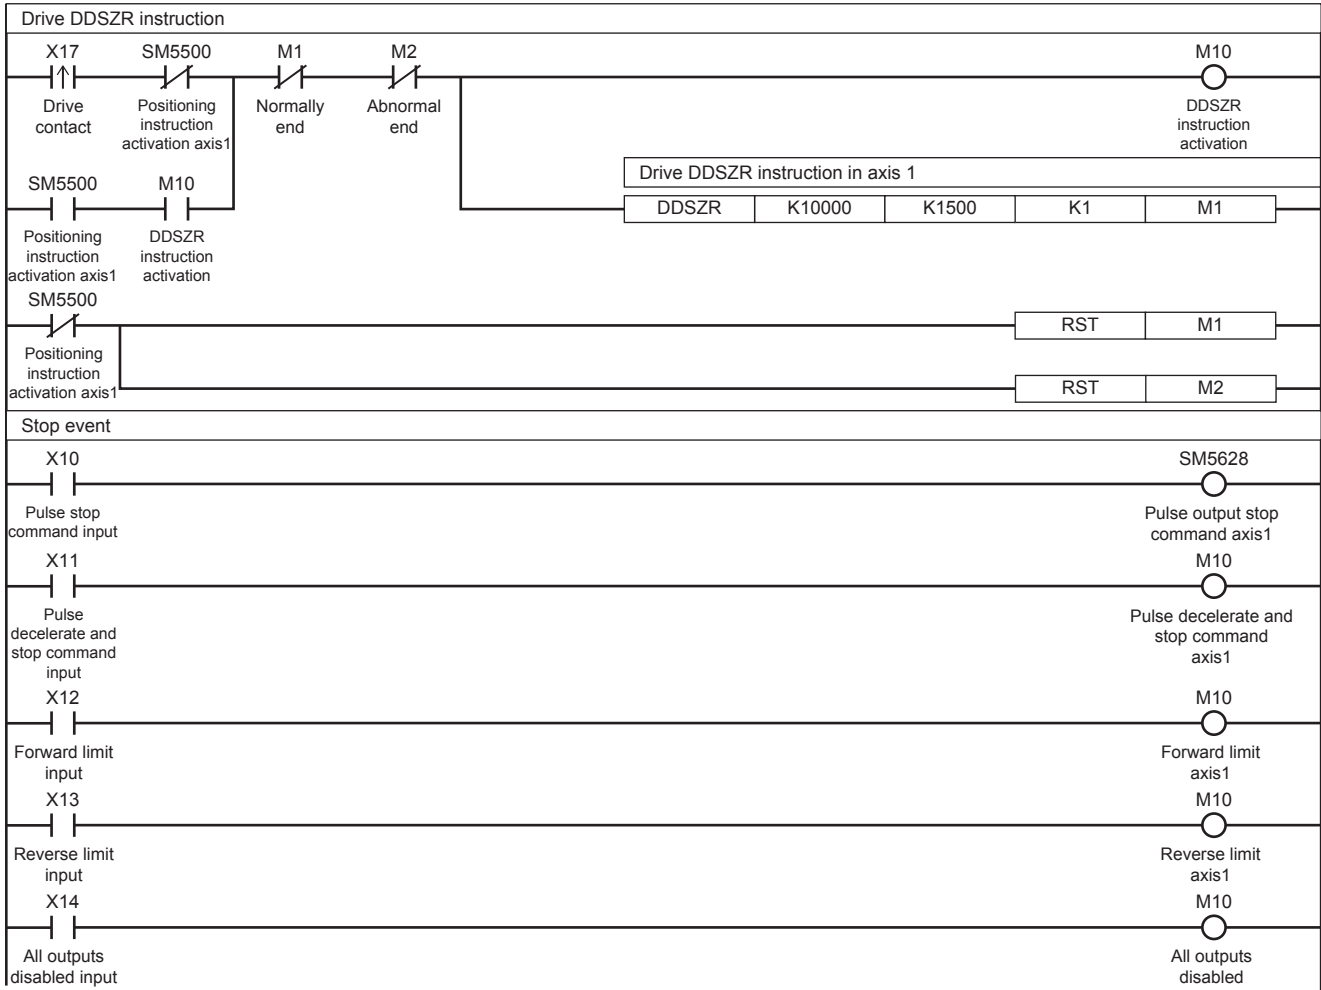 Drive DDSZR instruction
X17 SM5500 M1 M2 M10
Drive contact
Positioning instruction activation axis1
Normally end
Abnormal end
DDSZR instruction activation
Drive DDSZR instruction in axis 1
SM5500 M10
DDSZR K10000 K1500 K1 M1
Positioning instruction activation axis1
DDSZR instruction activation
SM5500
RST M1
Positioning instruction activation axis1
RST M2
Stop event
X10 SM5628
Pulse stop command input
Pulse output stop command axis1
X11 M10
Pulse decelerate and stop command input
Pulse decelerate and stop command axis1
X12 M10
Forward limit input
Forward limit axis1
X13 M10
Reverse limit input
Reverse limit axis1
X14 M10
All outputs disabled input
All outputs disabled